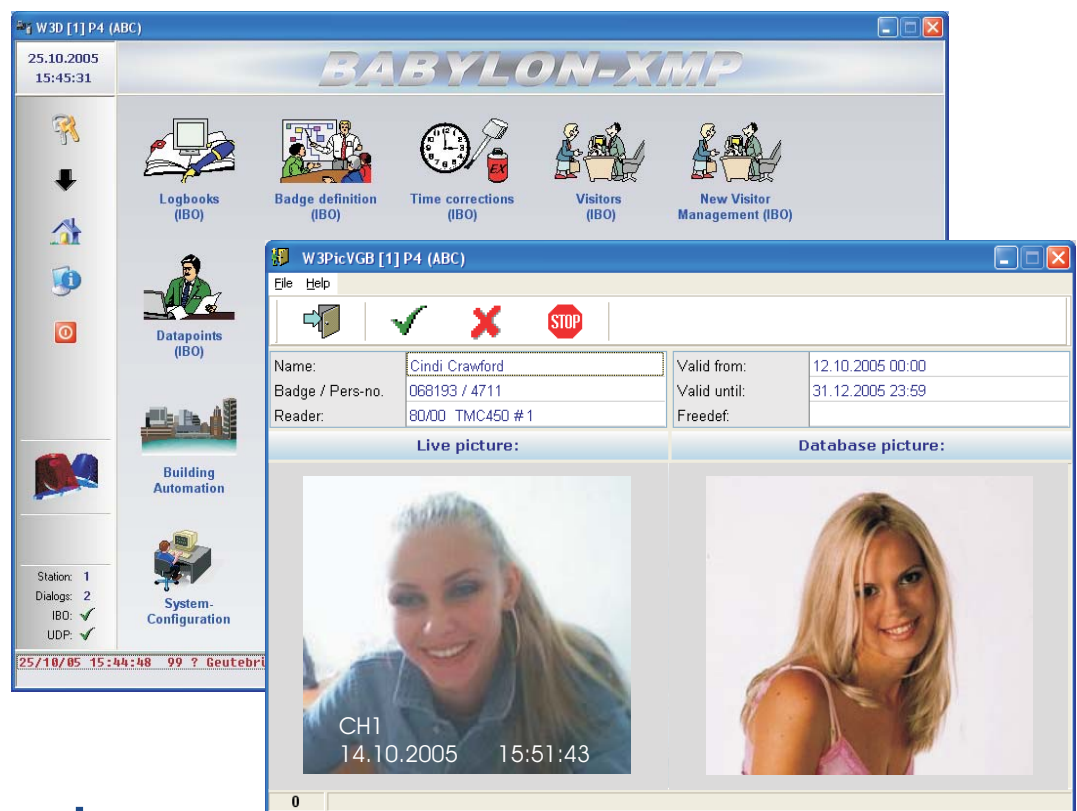 W3D [1] P4 (ABC)
25.10.2005
15:45:31
BABYLON-XMP
Logbooks
(IBO)
Badge definition
(IBO)
Time corrections
(IBO)
EX
Visitors
(IBO)
New Visitor
Management (IBO)
Datapoints
(IBO)
Building
Automation
System-
Configuration
Station: 1
Dialogs: 2
IBO:
UDP:
25/10/05 15:44:48 99 ?
W3PicVGB [1] P4 (ABC)
File Help
STOP
Name: Cindi Crawford
Badge / Pers-no. 068193 / 4711
Reader: 80/00 TMC450 # 1
Valid from: 12.10.2005 00:00
Valid until: 31.12.2005 23:59
Freedef:
Live picture:
Database picture:
CH1
14.10.2005 15:51:43
0